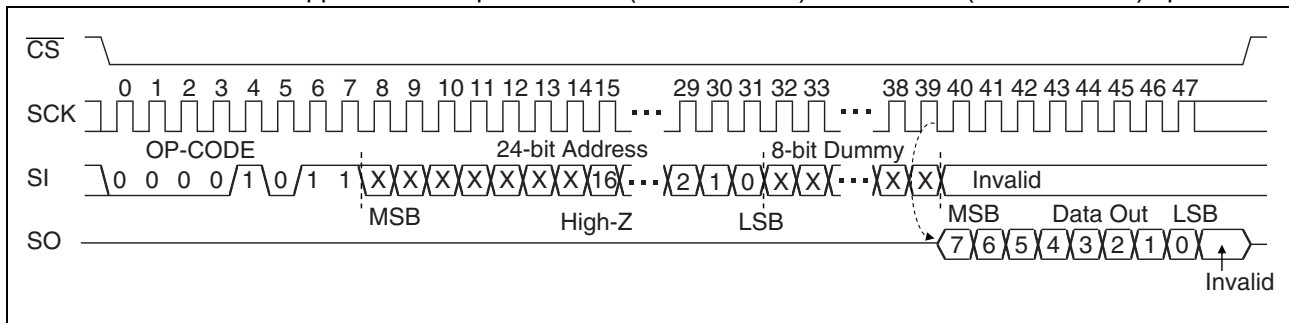 CS
0 1 2 3 4 5 6 7 8 9 10 11 12 13 14 15 29 30 31 32 33 38 39 40 41 42 43 44 45 46 47
SCK
OP-CODE 24-bit Address 8-bit Dummy
SI 0 0 0 0 1 0 1 1 X X X X X X X 16 2 1 0 X X X X Invalid
MSB High-Z LSB MSB Data Out LSB
SO 7 6 5 4 3 2 1 0
Invalid